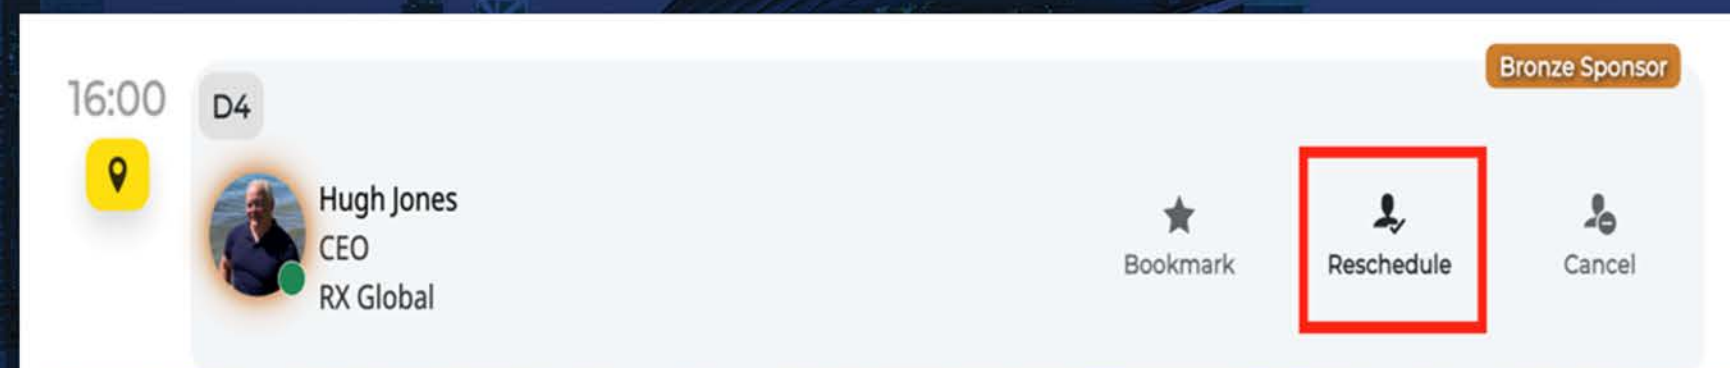 Bronze Sponsor
16:00
D4
Hugh Jones
CEO
RX Global
Bookmark
Reschedule
Cancel